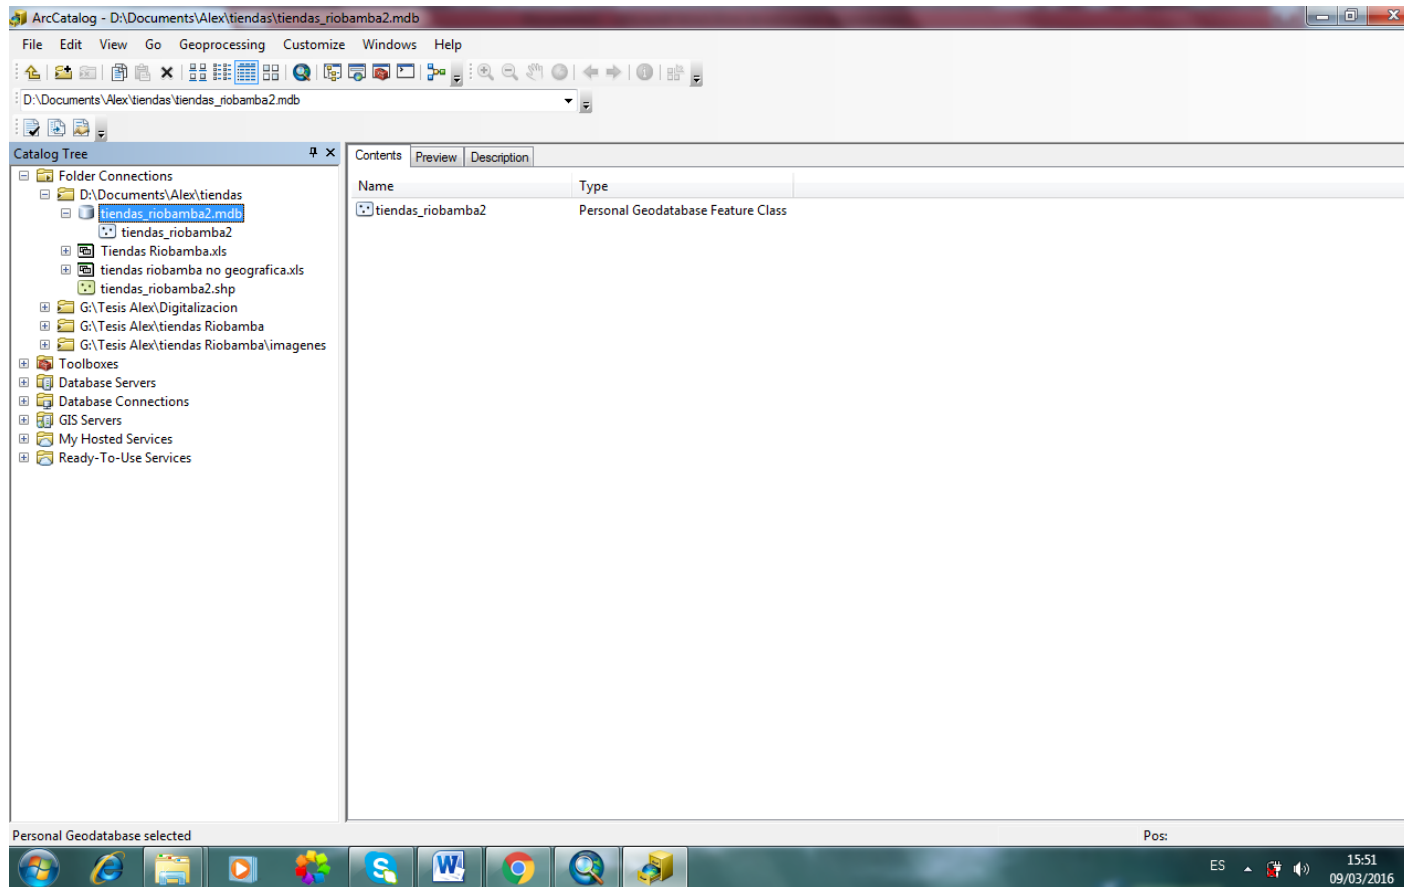 ArcCatalog - D:\Documents\Alex\tiendas\tiendas_riobamba2.mdb
File Edit View Go Geoprocessing Customize Windows Help
D:\Documents\Alex\tiendas\tiendas_riobamba2.mdb
Catalog Tree
Folder Connections
D:\Documents\Alex\tiendas
tiendas_riobamba2.mdb
tiendas_riobamba2
Tiendas Riobamba.xls
tiendas riobamba no geografica.xls
tiendas_riobamba2.shp
G:\Tesis Alex\Digitalizacion
G:\Tesis Alex\tiendas Riobamba
G:\Tesis Alex\tiendas Riobamba\imagenes
Toolboxes
Database Servers
Database Connections
GIS Servers
My Hosted Services
Ready-To-Use Services
Contents Preview Description
Name Type
tiendas_riobamba2 Personal Geodatabase Feature Class
Personal Geodatabase selected Pos:
ES 15:51
09/03/2016